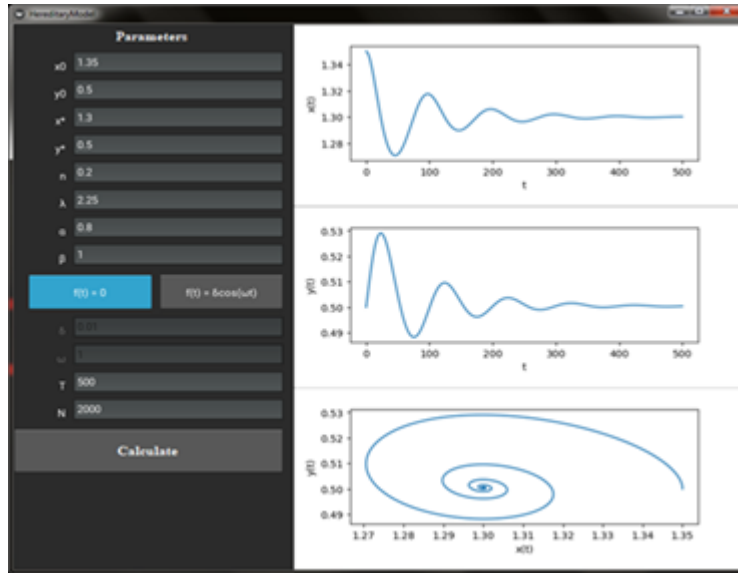 HereditaryModel
Parameters
x0 1.35
y0 0.5
x* 1.3
y* 0.5
n 0.2
λ 2.25
α 0.8
β 1
f(t) = 0 f(t) = δcos(ωt)
δ 0.01
ω 1
T 500
N 2000
Calculate
1.34
1.32
1.30
1.28
x(t)
0 100 200 300 400 500
t
0.53
0.52
0.51
0.50
0.49
y(t)
0 100 200 300 400 500
t
0.53
0.52
0.51
0.50
0.49
y(t)
1.27 1.28 1.29 1.30 1.31 1.32 1.33 1.34 1.35
x(t)